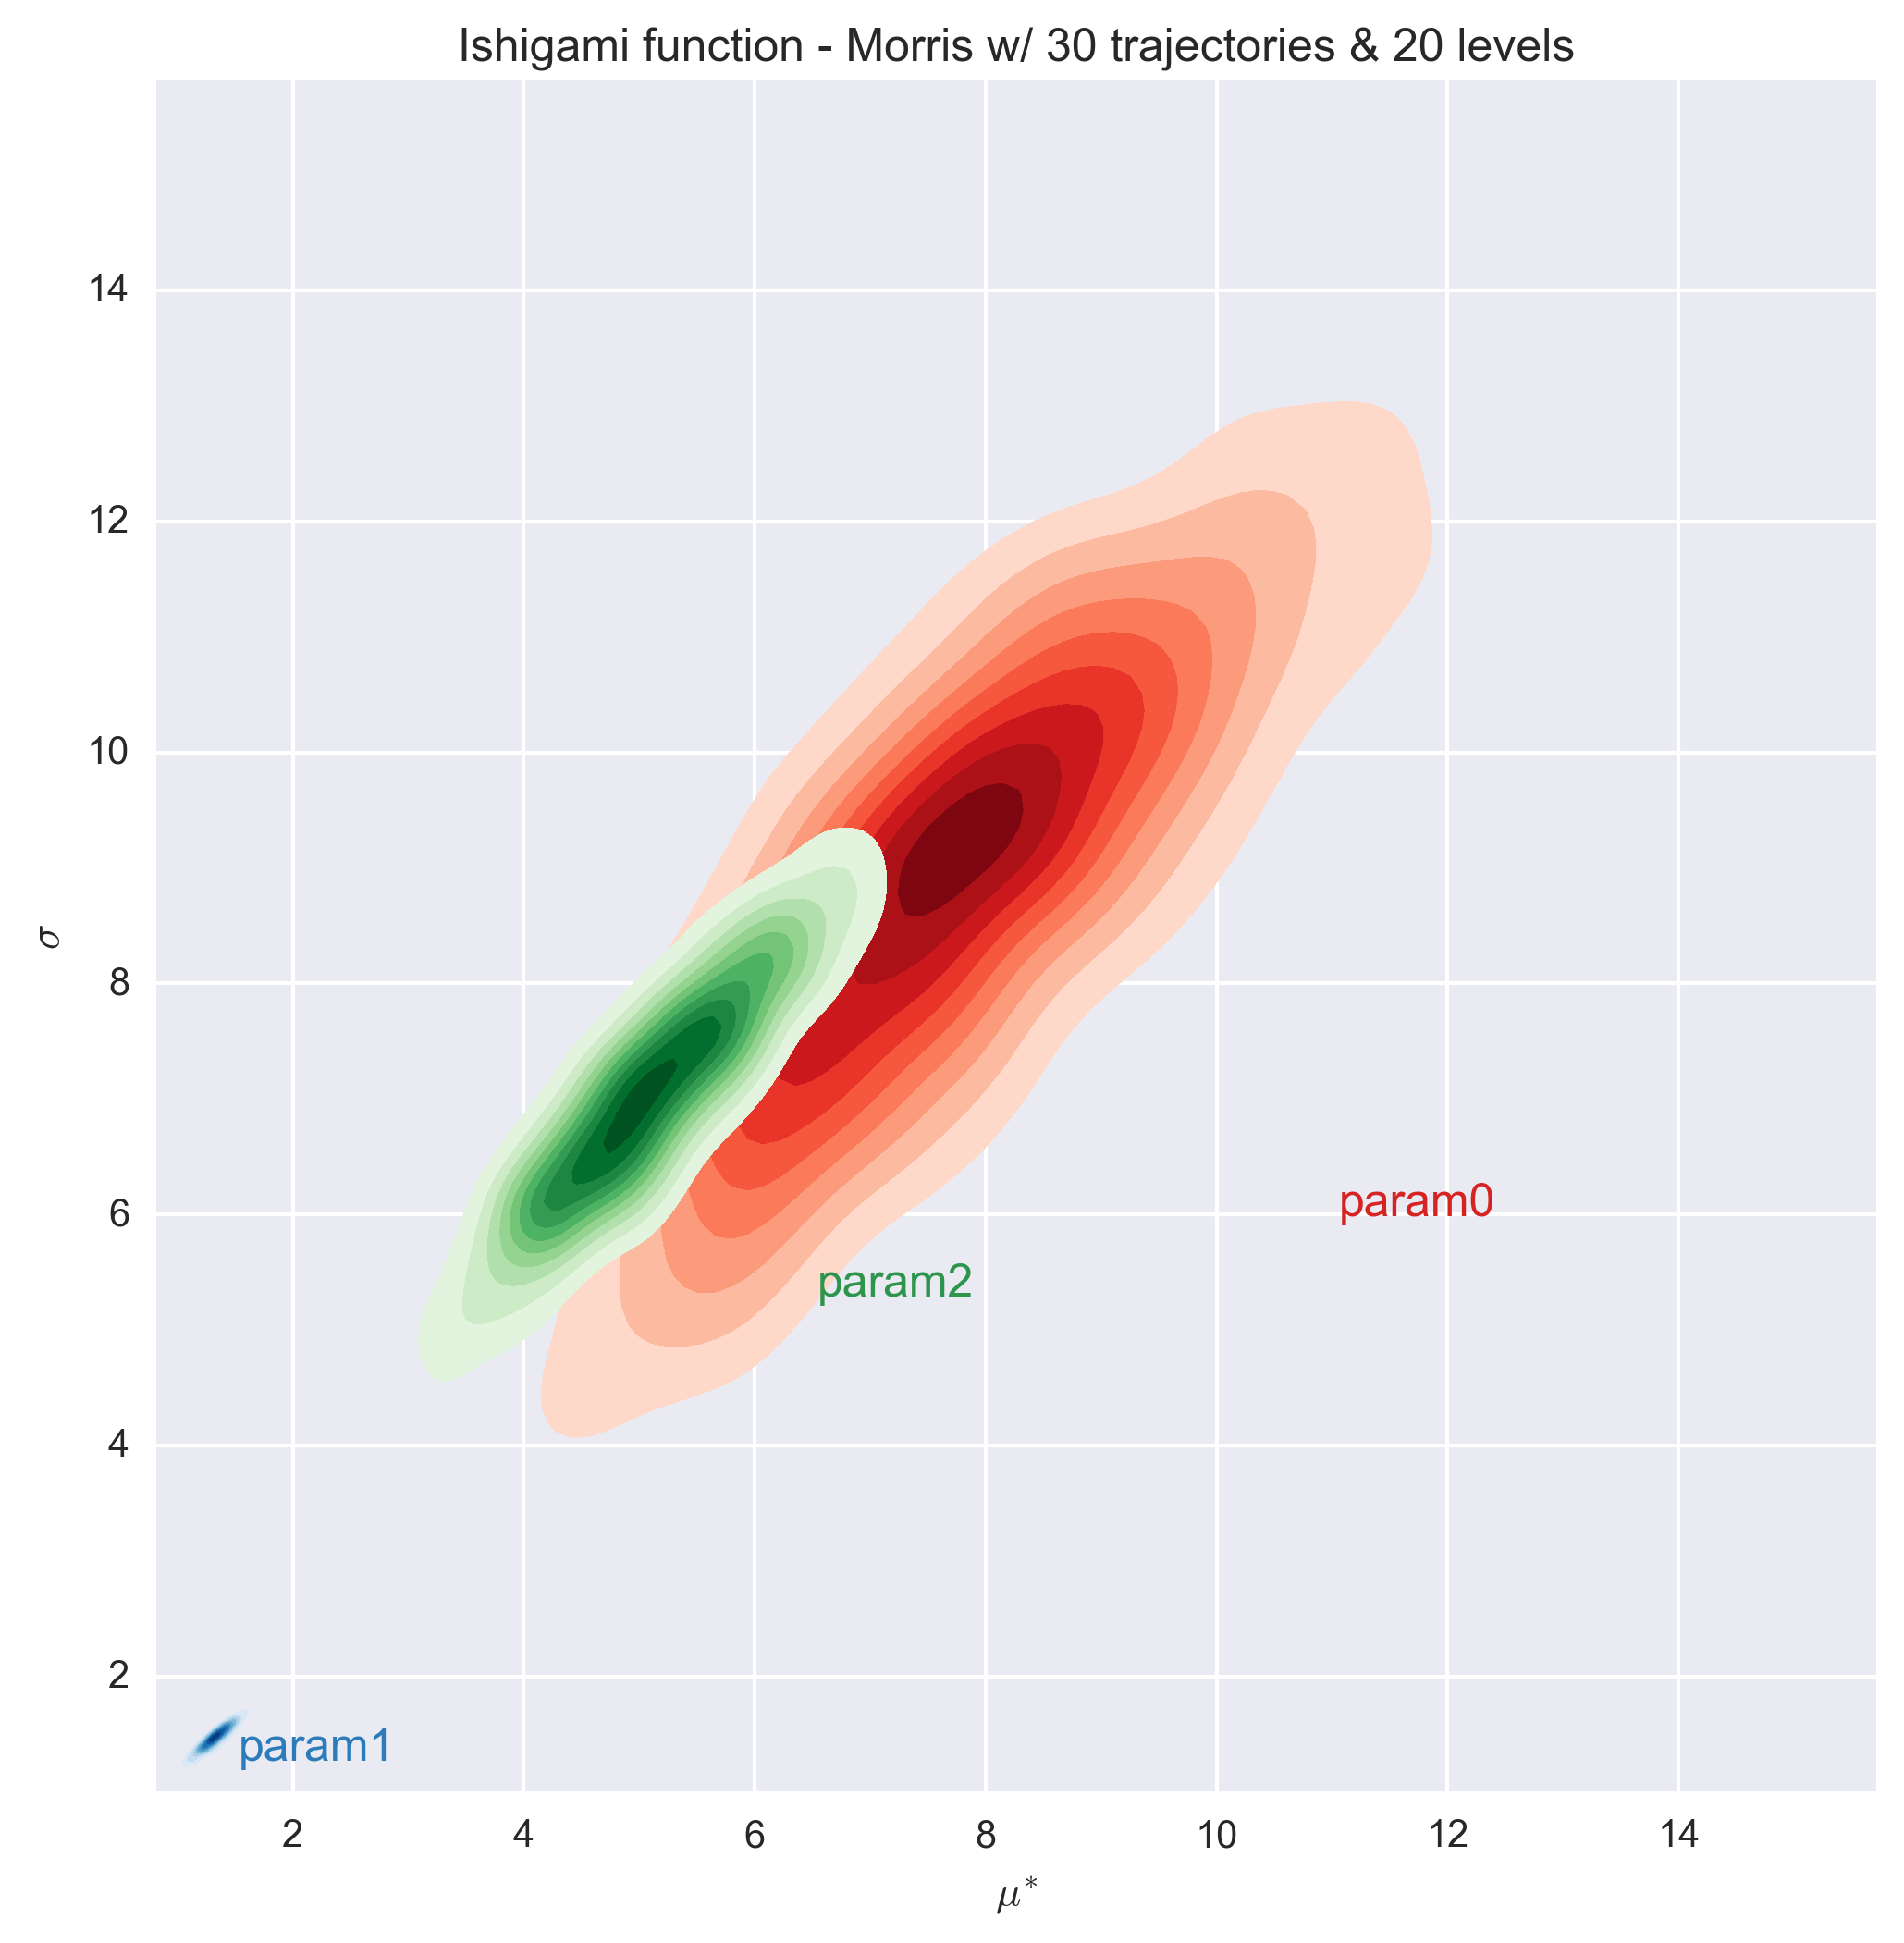 Ishigami function - Morris w/ 30 trajectories & 20 levels
14
12
10
8
6
4
2
σ
param0
param2
param1
2 4 6 8 10 12 14
μ*